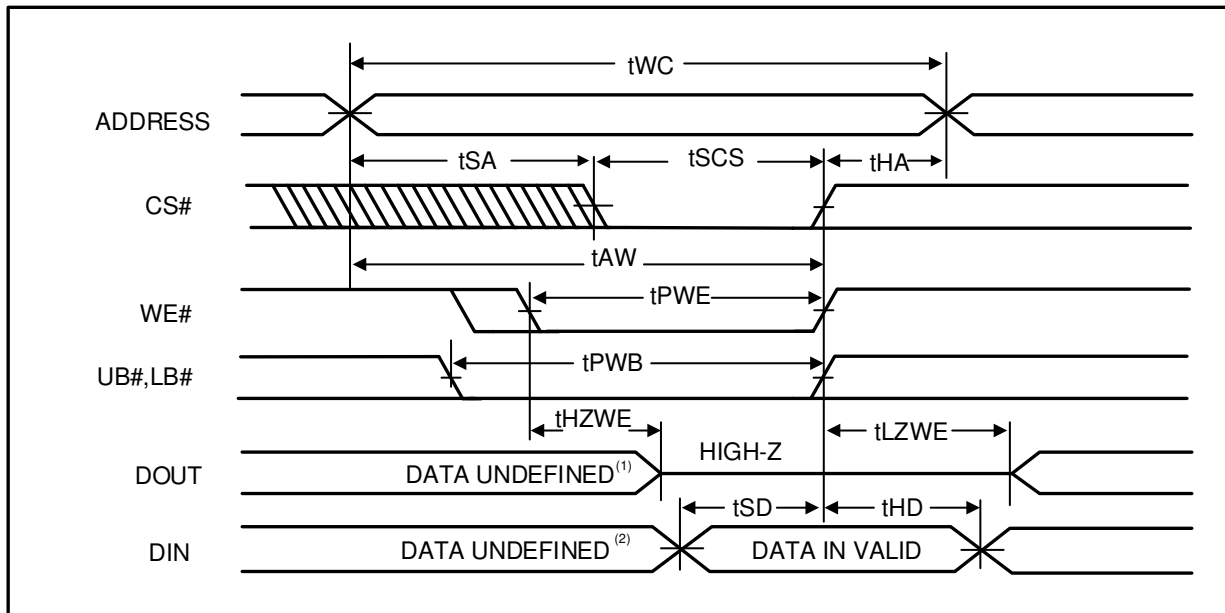 tWC
ADDRESS
tSA
tSCS
tHA
CS#
tAW
tPWE
WE#
tPWB
UB#,LB#
tHZWE
tLZWE
HIGH-Z
DOUT
DATA UNDEFINED(1)
tSD
tHD
DIN
DATA UNDEFINED(2)
DATA IN VALID